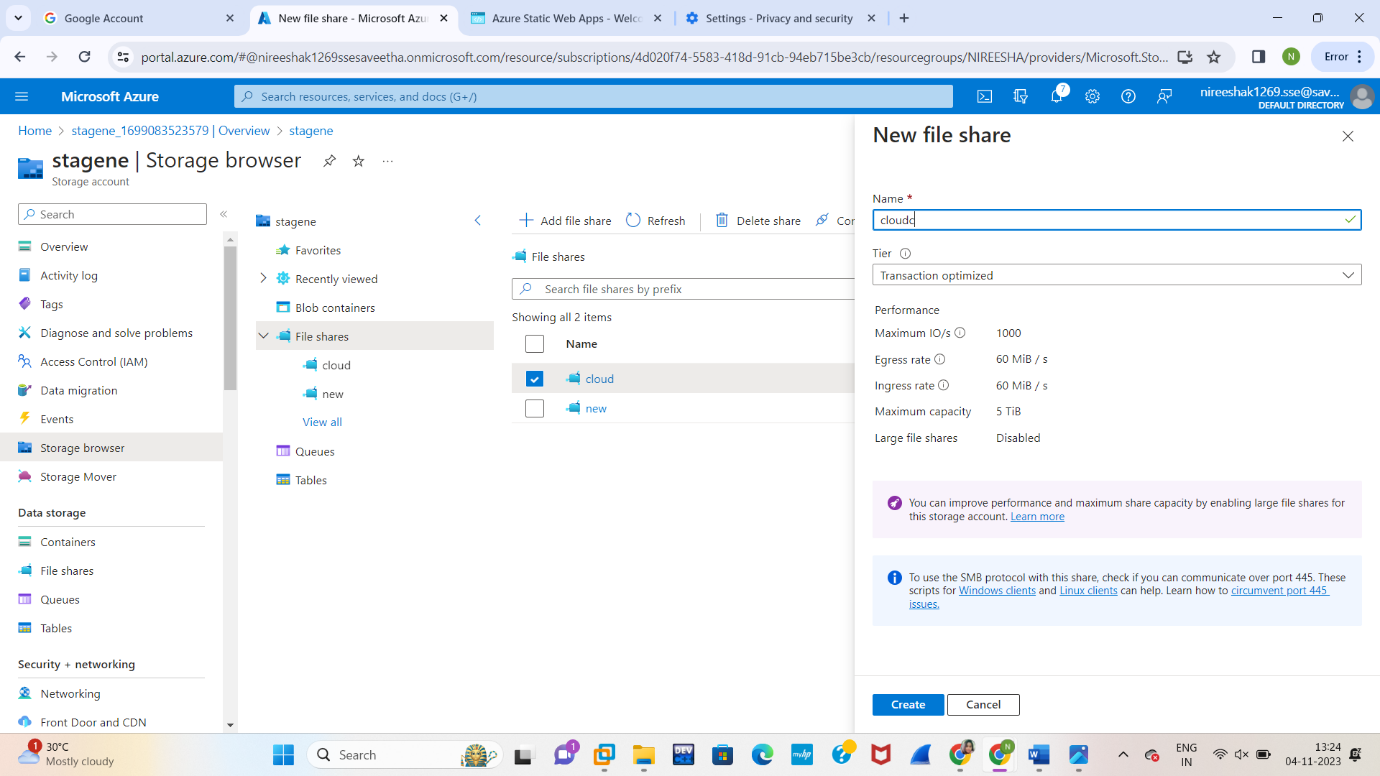 Google Account
New file share - Microsoft Azu
Azure Static Web Apps - Welc
Settings - Privacy and security
portal.azure.com/#@nireeshak1269ssesaveetha.onmicrosoft.com/resource/subscriptions/4d020f74-5583-418d-91cb-94eb715be3cb/resourcegroups/NIREESHA/providers/Microsoft.Sto...
N
Error
Microsoft Azure
Search resources, services, and docs (G+/)
7
nireeshak1269.sse@sav...
DEFAULT DIRECTORY
Home > stagene_1699083523579 | Overview > stagene
stagene | Storage browser
...
Storage account
Search
Overview
Activity log
Tags
Diagnose and solve problems
Access Control (IAM)
Data migration
Events
Storage browser
Storage Mover
Data storage
Containers
File shares
Queues
Tables
Security + networking
Networking
Front Door and CDN
stagene
Favorites
Recently viewed
Blob containers
File shares
cloud
new
View all
Queues
Tables
Add file share
Refresh
Delete share
Cor
File shares
Search file shares by prefix
Showing all 2 items
Name
cloud
new
New file share
Name *
cloudc
Tier
Transaction optimized
Performance
Maximum IO/s 1000
Egress rate 60 MiB / s
Ingress rate 60 MiB / s
Maximum capacity 5 TiB
Large file shares Disabled
You can improve performance and maximum share capacity by enabling large file shares for
this storage account. Learn more
To use the SMB protocol with this share, check if you can communicate over port 445. These
scripts for Windows clients and Linux clients can help. Learn how to circumvent port 445
issues.
Create
Cancel
1
30°C
Mostly cloudy
Search
1
DEV
myhp
N
ENG
IN
13:24
04-11-2023